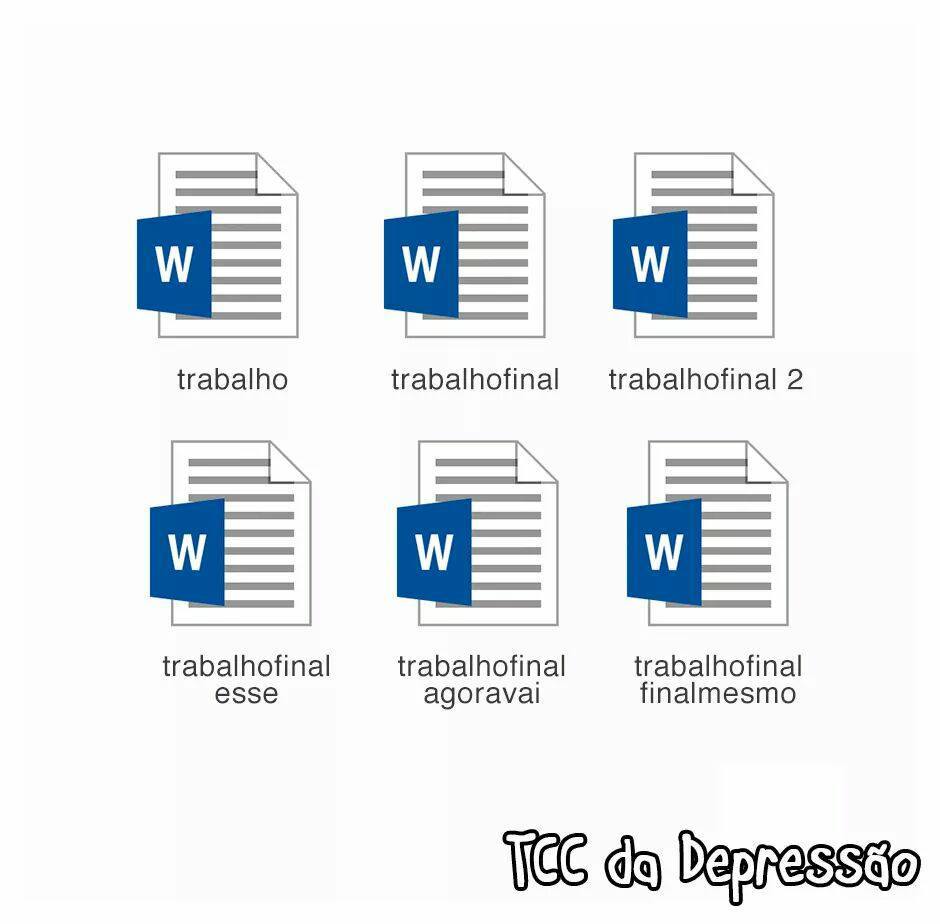 W W W
trabalho trabalhofinal trabalhofinal 2
W W W
trabalhofinal trabalhofinal trabalhofinal
esse agoravai finalmesmo
TCC da Depressão